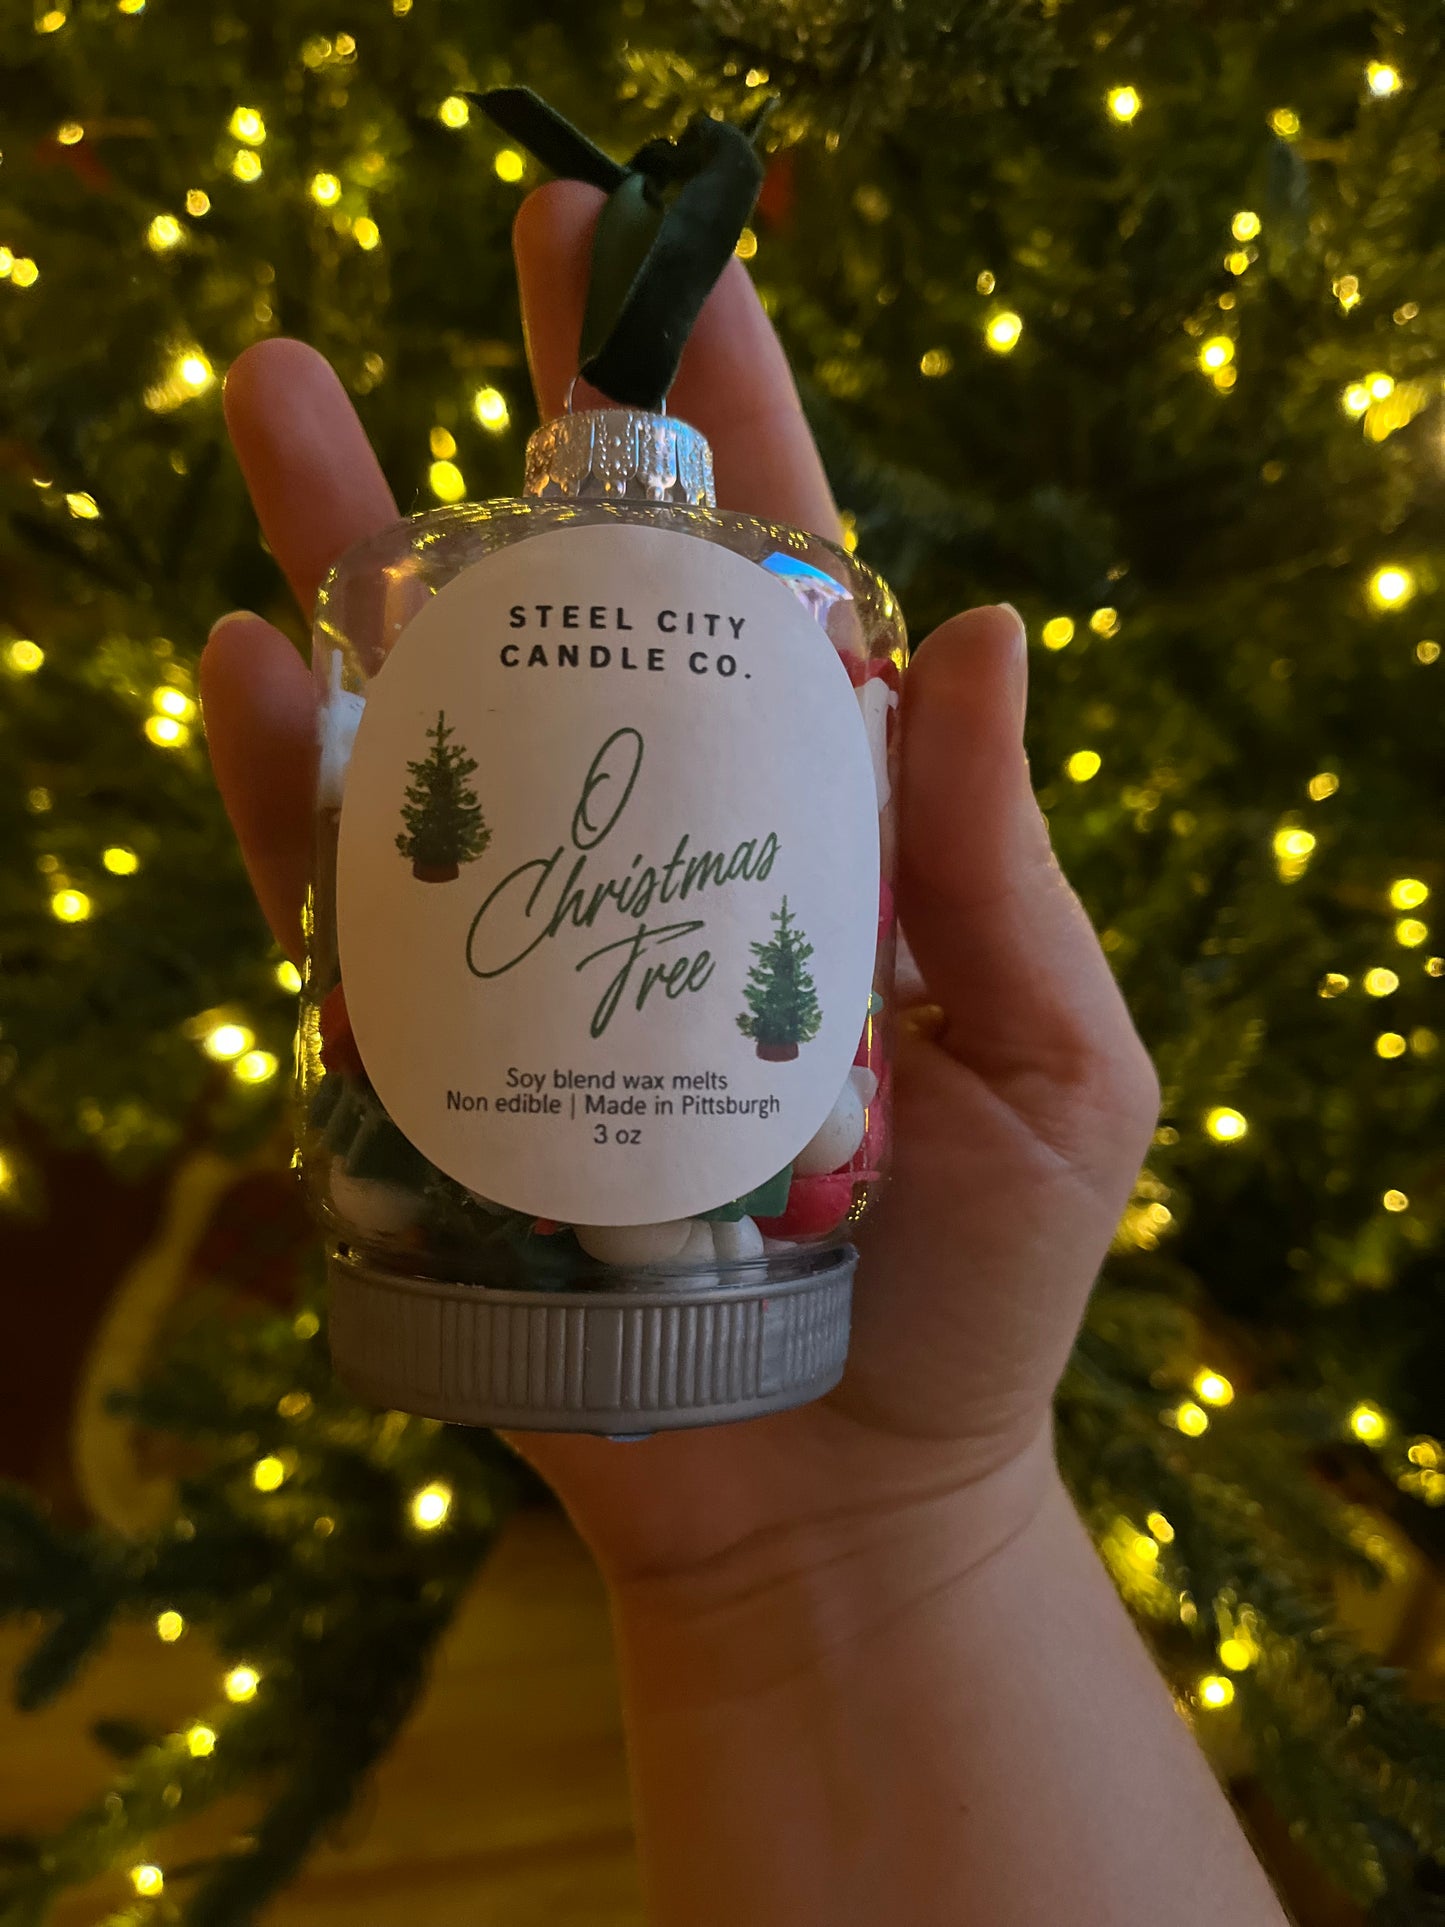 STEEL CITY
CANDLE CO.
O
Christmas
Tree
Soy blend wax melts
Non edible | Made in Pittsburgh
3 oz